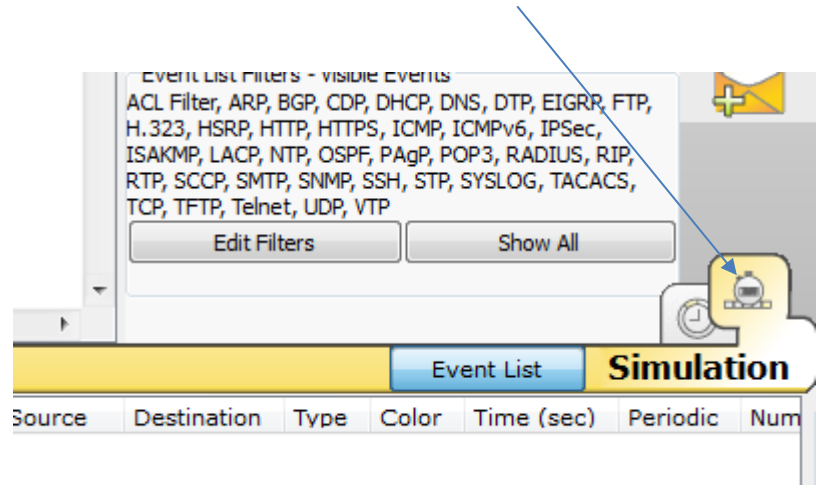 Event List Filters - Visible Events
ACL Filter, ARP, BGP, CDP, DHCP, DNS, DTP, EIGRP, FTP,
H.323, HSRP, HTTP, HTTPS, ICMP, ICMPv6, IPSec,
ISAKMP, LACP, NTP, OSPF, PAgP, POP3, RADIUS, RIP,
RTP, SCCP, SMTP, SNMP, SSH, STP, SYSLOG, TACACS,
TCP, TFTP, Telnet, UDP, VTP
Edit Filters Show All
Event List Simulation
Source Destination Type Color Time (sec) Periodic Num